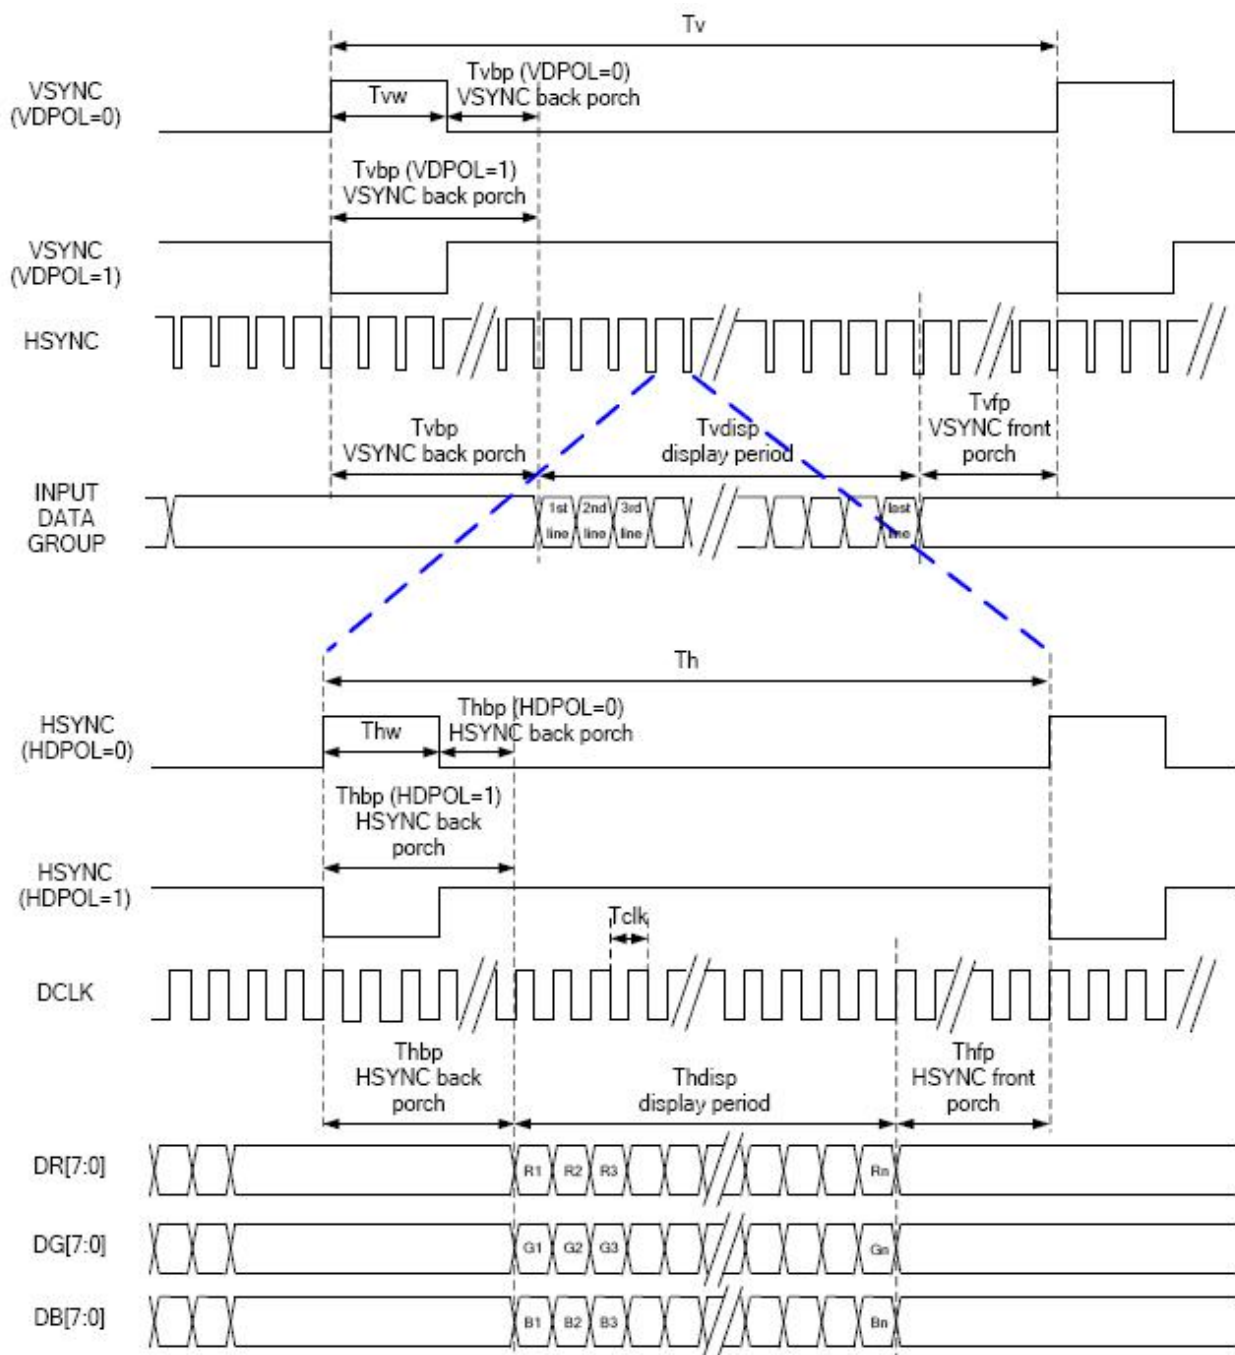 Tv
VSYNC
(VDPOL=0)
Tvw
Tvbp (VDPOL=0)
VSYNC back porch
Tvbp (VDPOL=1)
VSYNC back porch
VSYNC
(VDPOL=1)
HSYNC
Tvbp
VSYNC back porch
Tvdisp
display period
Tvfp
VSYNC front
porch
INPUT
DATA
GROUP
1st
line
2nd
line
3rd
line
last
line
Th
HSYNC
(HDPOL=0)
Thw
Thbp (HDPOL=0)
HSYNC back porch
Thbp (HDPOL=1)
HSYNC back
porch
HSYNC
(HDPOL=1)
Tclk
DCLK
Thbp
HSYNC back
porch
Thdisp
display period
Thfp
HSYNC front
porch
DR[7:0]
R1 R2 R3 Rn
DG[7:0]
G1 G2 G3 Gn
DB[7:0]
B1 B2 B3 Bn